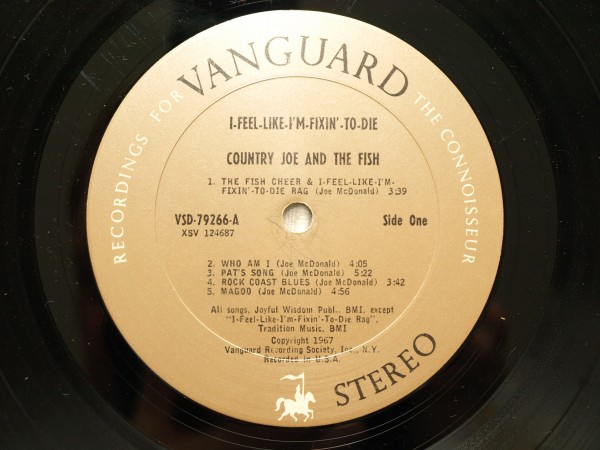 RECORDINGS FOR VANGUARD THE CONNOISSEUR
I-FEEL-LIKE-I'M-FIXIN'-TO-DIE
COUNTRY JOE AND THE FISH
1. THE FISH CHEER & I-FEEL-LIKE-I'M-
FIXIN'-TO-DIE RAG (Joe McDonald) 3:39
VSD-79266-A Side One
XSV 124687
2. WHO AM I (Joe McDonald) 4:05
3. PAT'S SONG (Joe McDonald) 5:22
4. ROCK COAST BLUES (Joe McDonald) 3:42
5. MAGOO (Joe McDonald) 4:56
All songs, Joyful Wisdom Publ., BMI, except
"I-Feel-Like-I'm-Fixin'-To-Die Rag",
Tradition Music, BMI
Copyright 1967
Vanguard Recording Society, Inc., N.Y.
Recorded in U.S.A.
STEREO